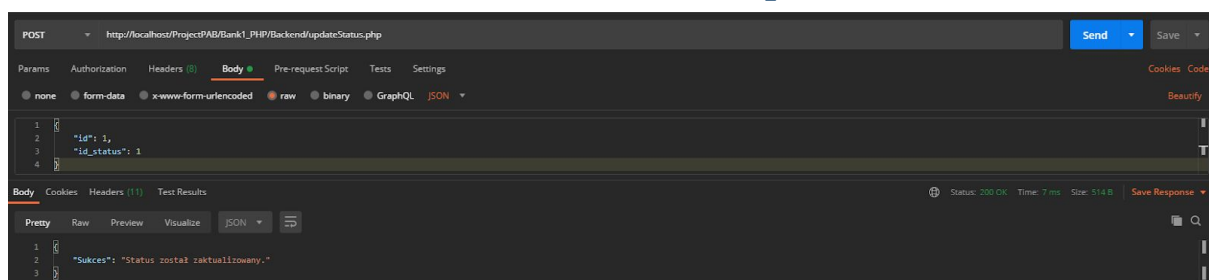 POST http://localhost/ProjectPAB/Bank1_PHP/Backend/updateStatus.php Send Save
Params Authorization Headers (8) Body Pre-request Script Tests Settings Cookies Code
none form-data x-www-form-urlencoded raw binary GraphQL JSON Beautify
1 {
2 "id": 1,
3 "id_status": 1
4 }
Body Cookies Headers (11) Test Results Status: 200 OK Time: 7 ms Size: 514 B Save Response
Pretty Raw Preview Visualize JSON
1 {
2 "Sukces": "Status został zaktualizowany."
3 }